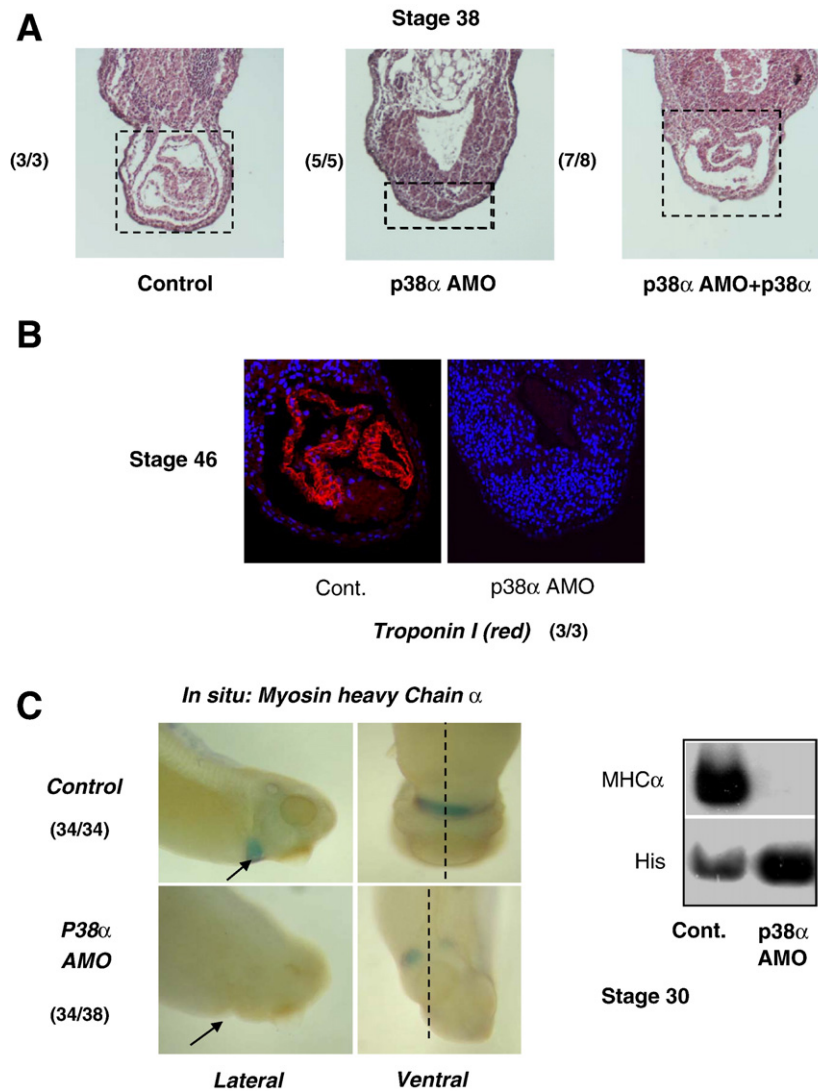 A
Stage 38
(3/3)
(5/5)
(7/8)
Control
p38α AMO
p38α AMO+p38α
B
Stage 46
Cont.
p38α AMO
Troponin I (red) (3/3)
C
In situ: Myosin heavy Chain α
Control
(34/34)
P38α
AMO
(34/38)
Lateral
Ventral
MHCα
His
Cont.
p38α
AMO
Stage 30